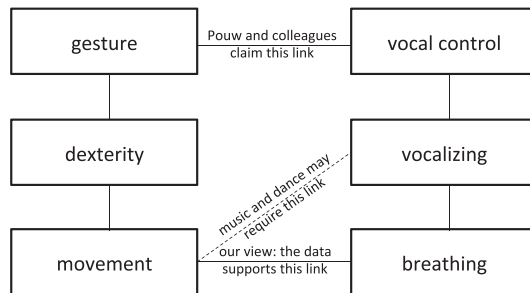 gesture
Pouw and colleagues
claim this link
vocal control
dexterity
music and dance may
require this link
vocalizing
movement
our view: the data
supports this link
breathing